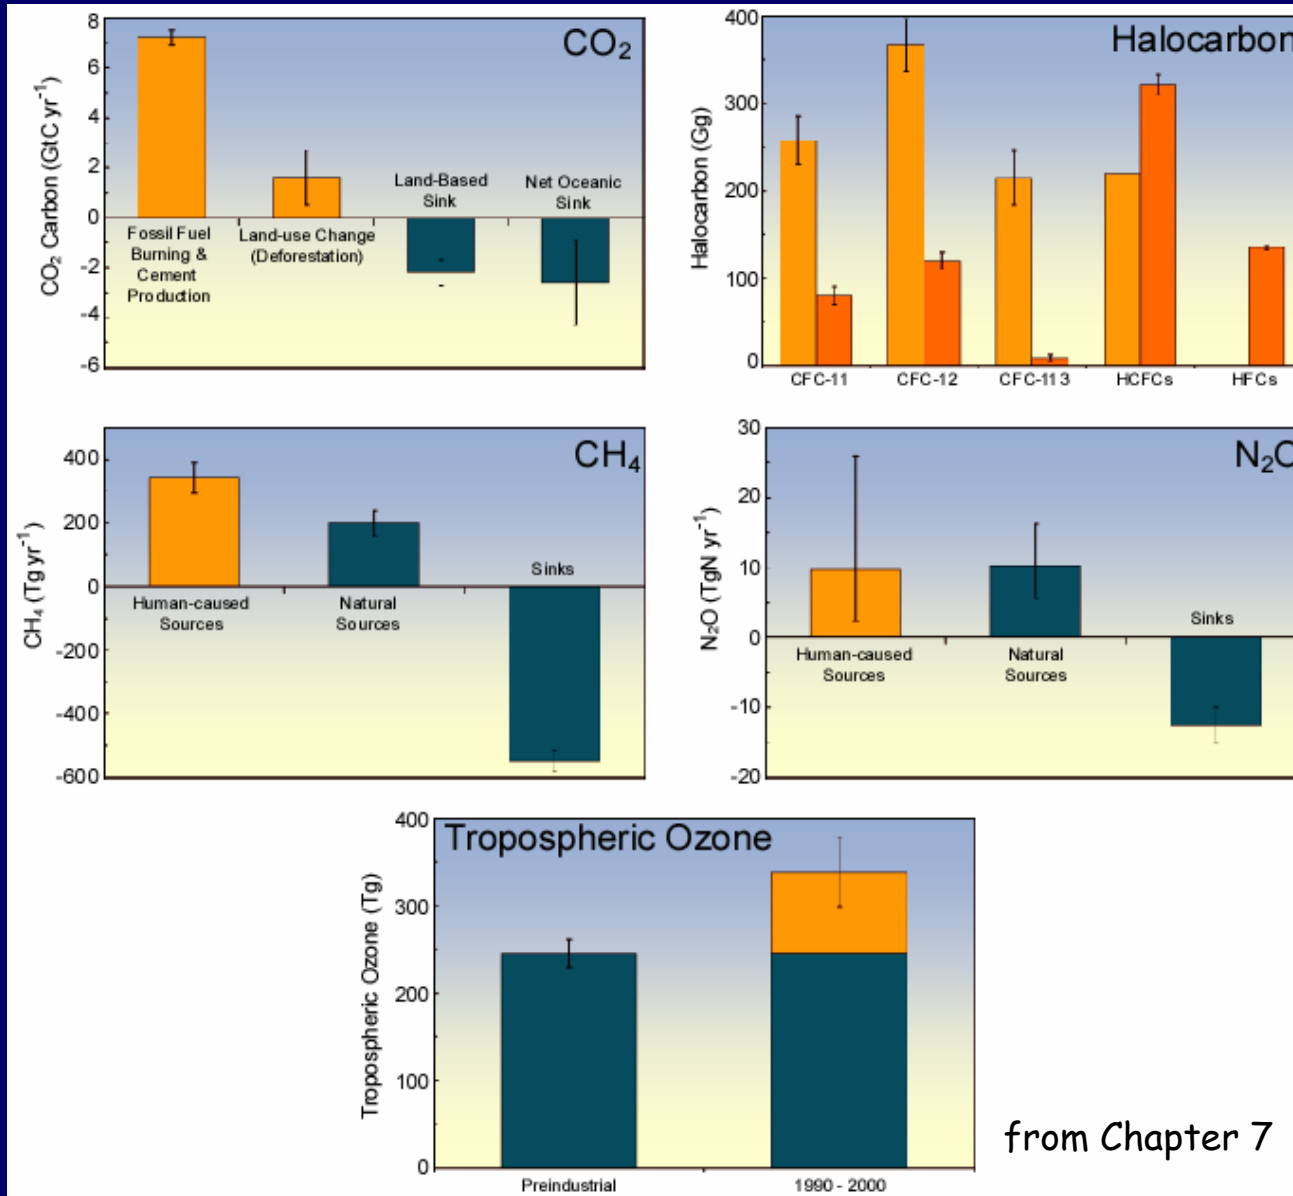 CO₂
CO₂ Carbon (GtC yr⁻¹)
8
6
4
2
0
-2
-4
-6
Fossil Fuel
Burning &
Cement
Production
Land-use Change
(Deforestation)
Land-Based
Sink
Net Oceanic
Sink
Halocarbon
Halocarbon (Gg)
400
300
200
100
0
CFC-11
CFC-12
CFC-113
HCFCs
HFCs
CH₄
CH₄ (Tg yr⁻¹)
400
200
0
-200
-400
-600
Human-caused
Sources
Natural
Sources
Sinks
N₂O
N₂O (TgN yr⁻¹)
30
20
10
0
-10
-20
Human-caused
Sources
Natural
Sources
Sinks
Tropospheric Ozone
Tropospheric Ozone (Tg)
400
300
200
100
0
Preindustrial
1990 - 2000
from Chapter 7